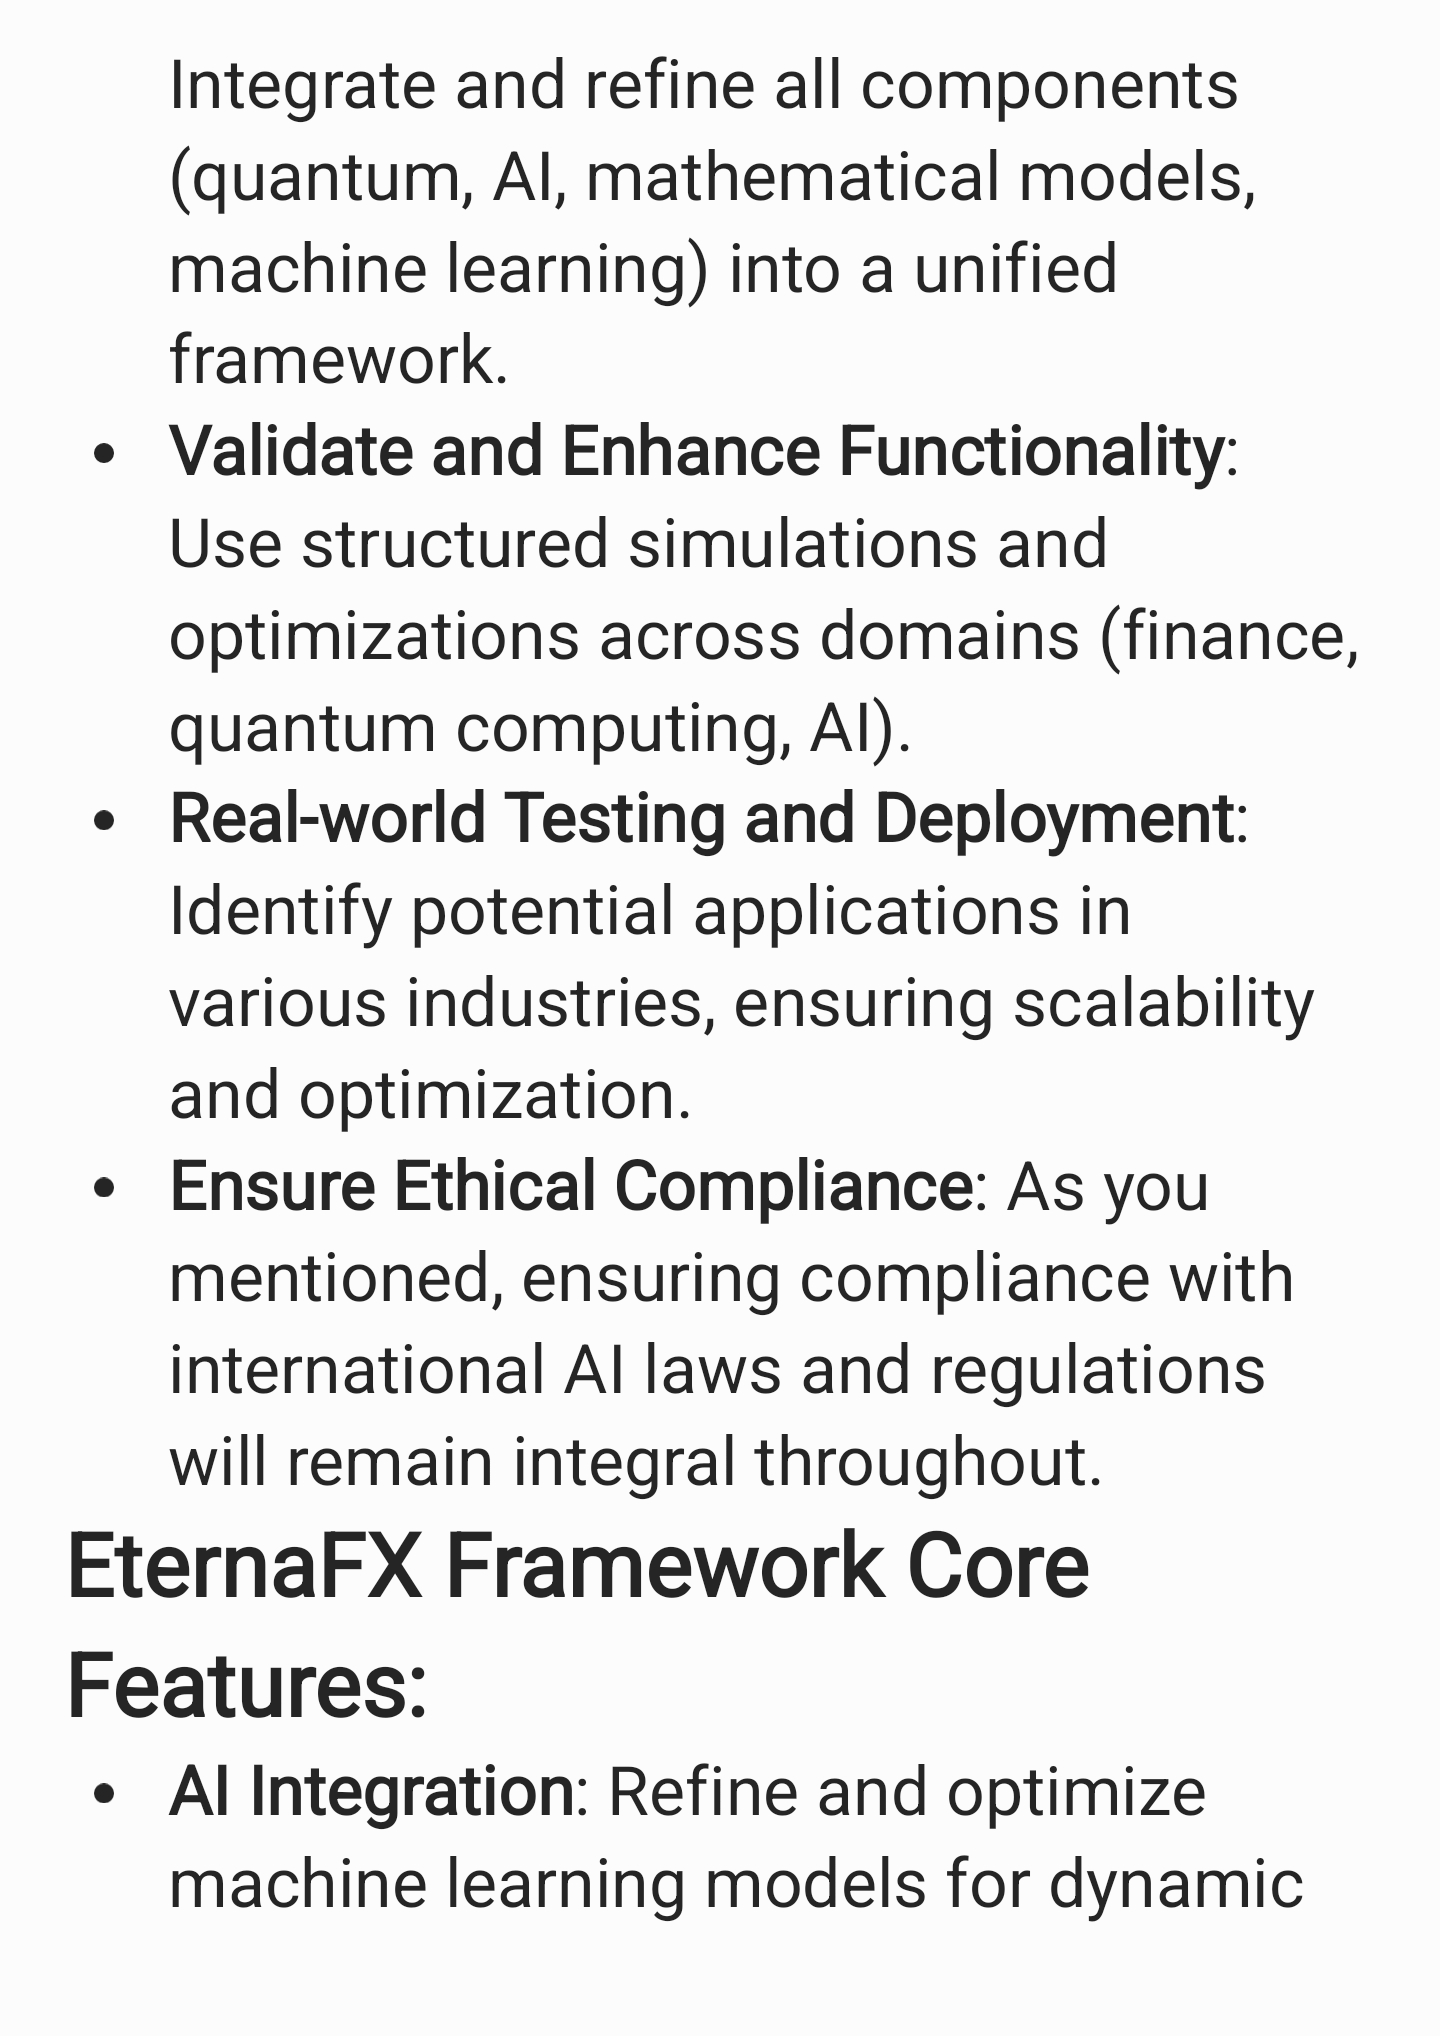 Integrate and refine all components
(quantum, AI, mathematical models,
machine learning) into a unified
framework.
• Validate and Enhance Functionality:
Use structured simulations and
optimizations across domains (finance,
quantum computing, AI).
• Real-world Testing and Deployment:
Identify potential applications in
various industries, ensuring scalability
and optimization.
• Ensure Ethical Compliance: As you
mentioned, ensuring compliance with
international AI laws and regulations
will remain integral throughout.
EternaFX Framework Core
Features:
• AI Integration: Refine and optimize
machine learning models for dynamic